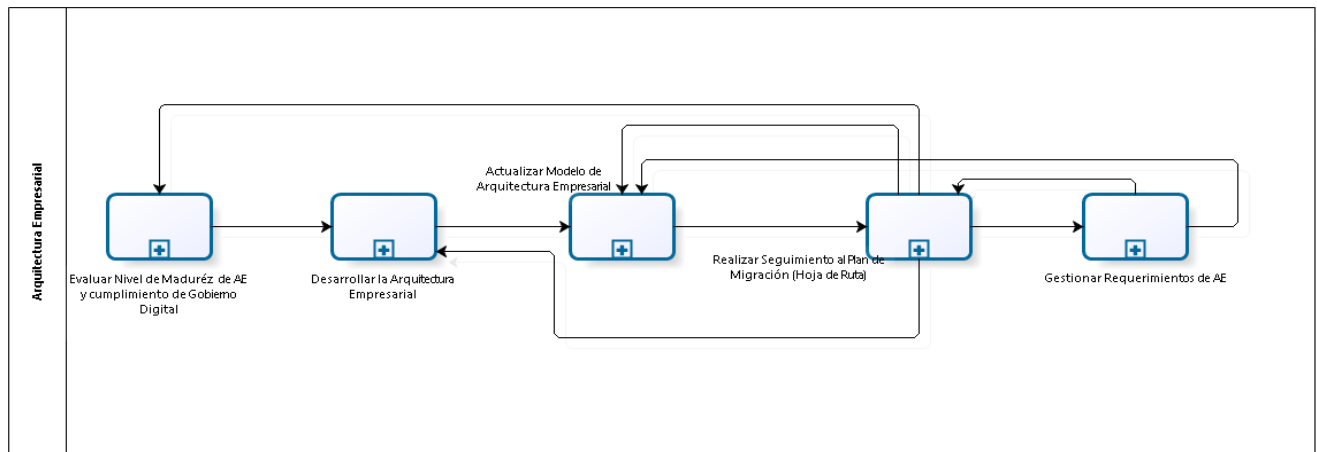 Arquitectura Empresarial
Evaluar Nivel de Maduréz de AE
y cumplimiento de Gobierno
Digital
Desarrollar la Arquitectura
Empresarial
Actualizar Modelo de
Arquitectura Empresarial
Realizar Seguimiento al Plan de
Migración (Hoja de Ruta)
Gestionar Requerimientos de AE